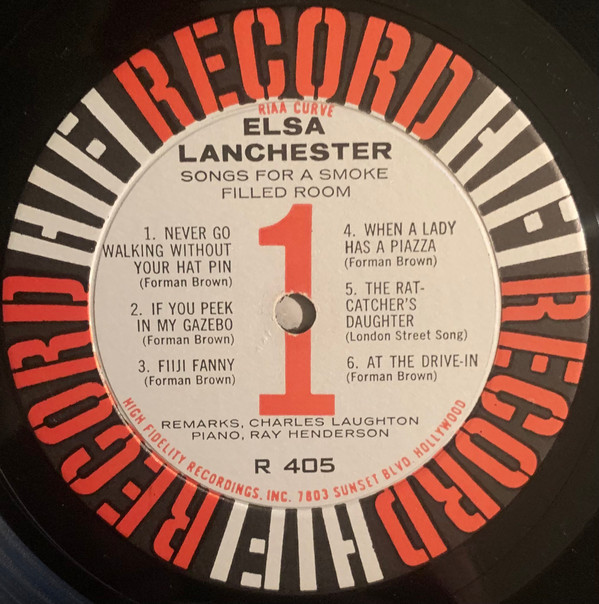 HIFI RECORD HIFI RECORD HIFI RECORD
RIAA CURVE
ELSA
LANCHESTER
SONGS FOR A SMOKE
FILLED ROOM
1
1. NEVER GO
WALKING WITHOUT
YOUR HAT PIN
(Forman Brown)
2. IF YOU PEEK
IN MY GAZEBO
(Forman Brown)
3. FIIJI FANNY
(Forman Brown)
4. WHEN A LADY
HAS A PIAZZA
(Forman Brown)
5. THE RAT-
CATCHER'S
DAUGHTER
(London Street Song)
6. AT THE DRIVE-IN
(Forman Brown)
REMARKS, CHARLES LAUGHTON
PIANO, RAY HENDERSON
R 405
HIGH FIDELITY RECORDINGS, INC. 7803 SUNSET BLVD. HOLLYWOOD